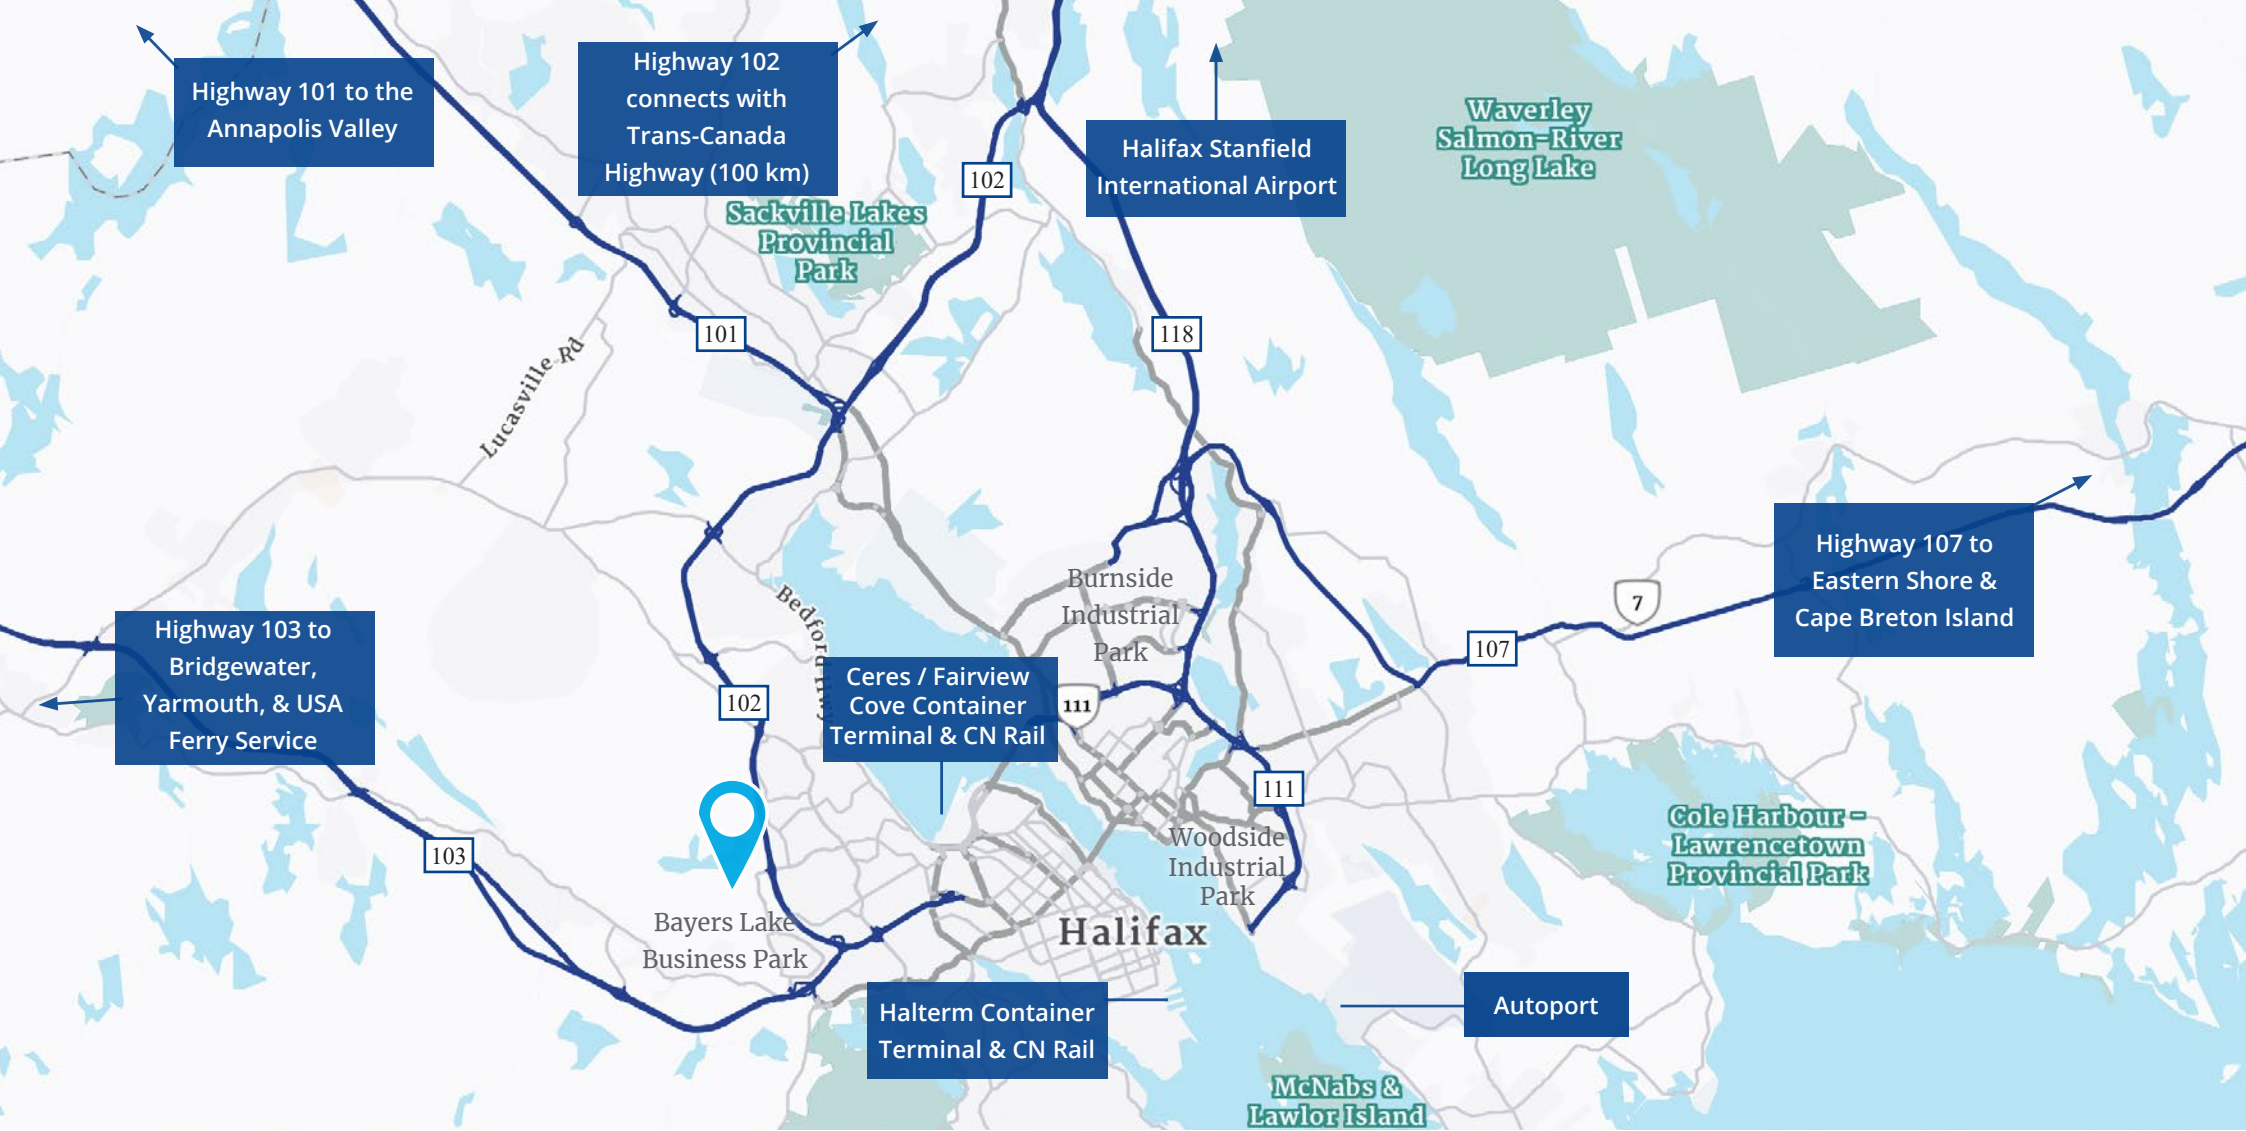 Highway 101 to the
Annapolis Valley
Highway 102
connects with
Trans-Canada
Highway (100 km)
Halifax Stanfield
International Airport
Waverley
Salmon-River
Long Lake
102
Sackville Lakes
Provincial
Park
101
118
Lucasville Rd
Highway 107 to
Eastern Shore &
Cape Breton Island
7
107
Burnside
Industrial
Park
Bedford Hwy
Highway 103 to
Bridgewater,
Yarmouth, & USA
Ferry Service
102
Ceres / Fairview
Cove Container
Terminal & CN Rail
111
111
103
Woodside
Industrial
Park
Cole Harbour -
Lawrencetown
Provincial Park
Bayers Lake
Business Park
Halifax
Halterm Container
Terminal & CN Rail
Autoport
McNabs &
Lawlor Island